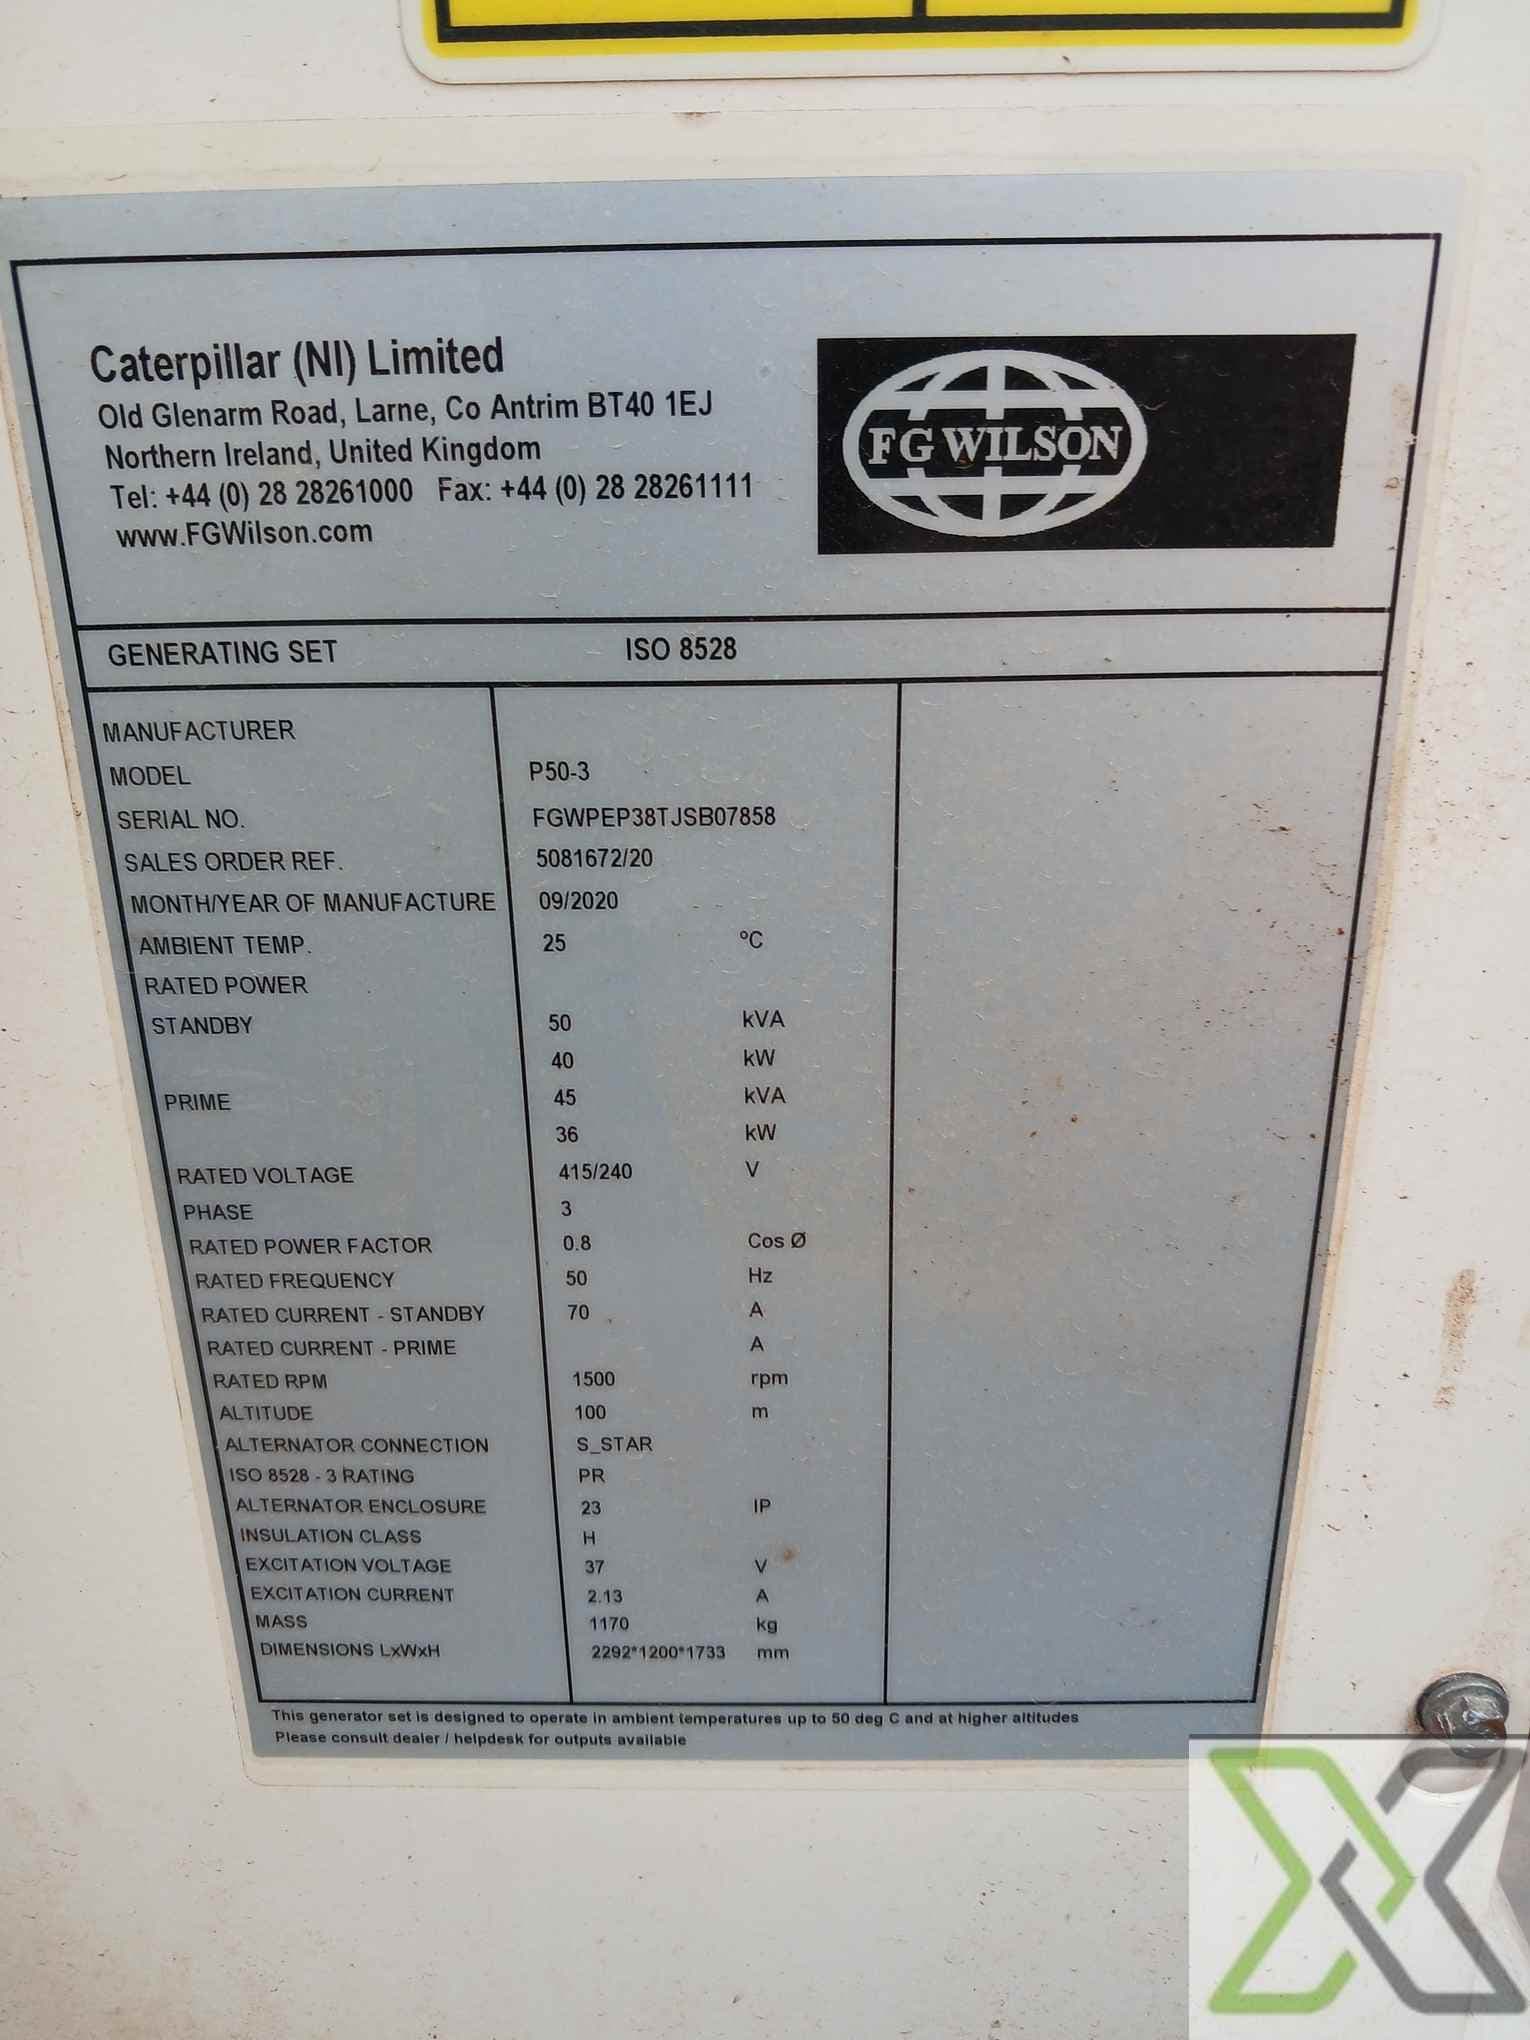 Caterpillar (NI) Limited
Old Glenarm Road, Larne, Co Antrim BT40 1EJ
Northern Ireland, United Kingdom
Tel: +44 (0) 28 28261000 Fax: +44 (0) 28 28261111
www.FGWilson.com
FG WILSON
GENERATING SET ISO 8528
MANUFACTURER
MODEL P50-3
SERIAL NO. FGWPEP38TJSB07858
SALES ORDER REF. 5081672/20
MONTH/YEAR OF MANUFACTURE 09/2020
AMBIENT TEMP. 25 ºC
RATED POWER
STANDBY 50 kVA
40 kW
PRIME 45 kVA
36 kW
RATED VOLTAGE 415/240 V
PHASE 3
RATED POWER FACTOR 0.8 Cos Ø
RATED FREQUENCY 50 Hz
RATED CURRENT - STANDBY 70 A
RATED CURRENT - PRIME A
RATED RPM 1500 rpm
ALTITUDE 100 m
ALTERNATOR CONNECTION S_STAR
ISO 8528 - 3 RATING PR
ALTERNATOR ENCLOSURE 23 IP
INSULATION CLASS H
EXCITATION VOLTAGE 37 V
EXCITATION CURRENT 2.13 A
MASS 1170 kg
DIMENSIONS LxWxH 2292*1200*1733 mm
This generator set is designed to operate in ambient temperatures up to 50 deg C and at higher altitudes
Please consult dealer / helpdesk for outputs available